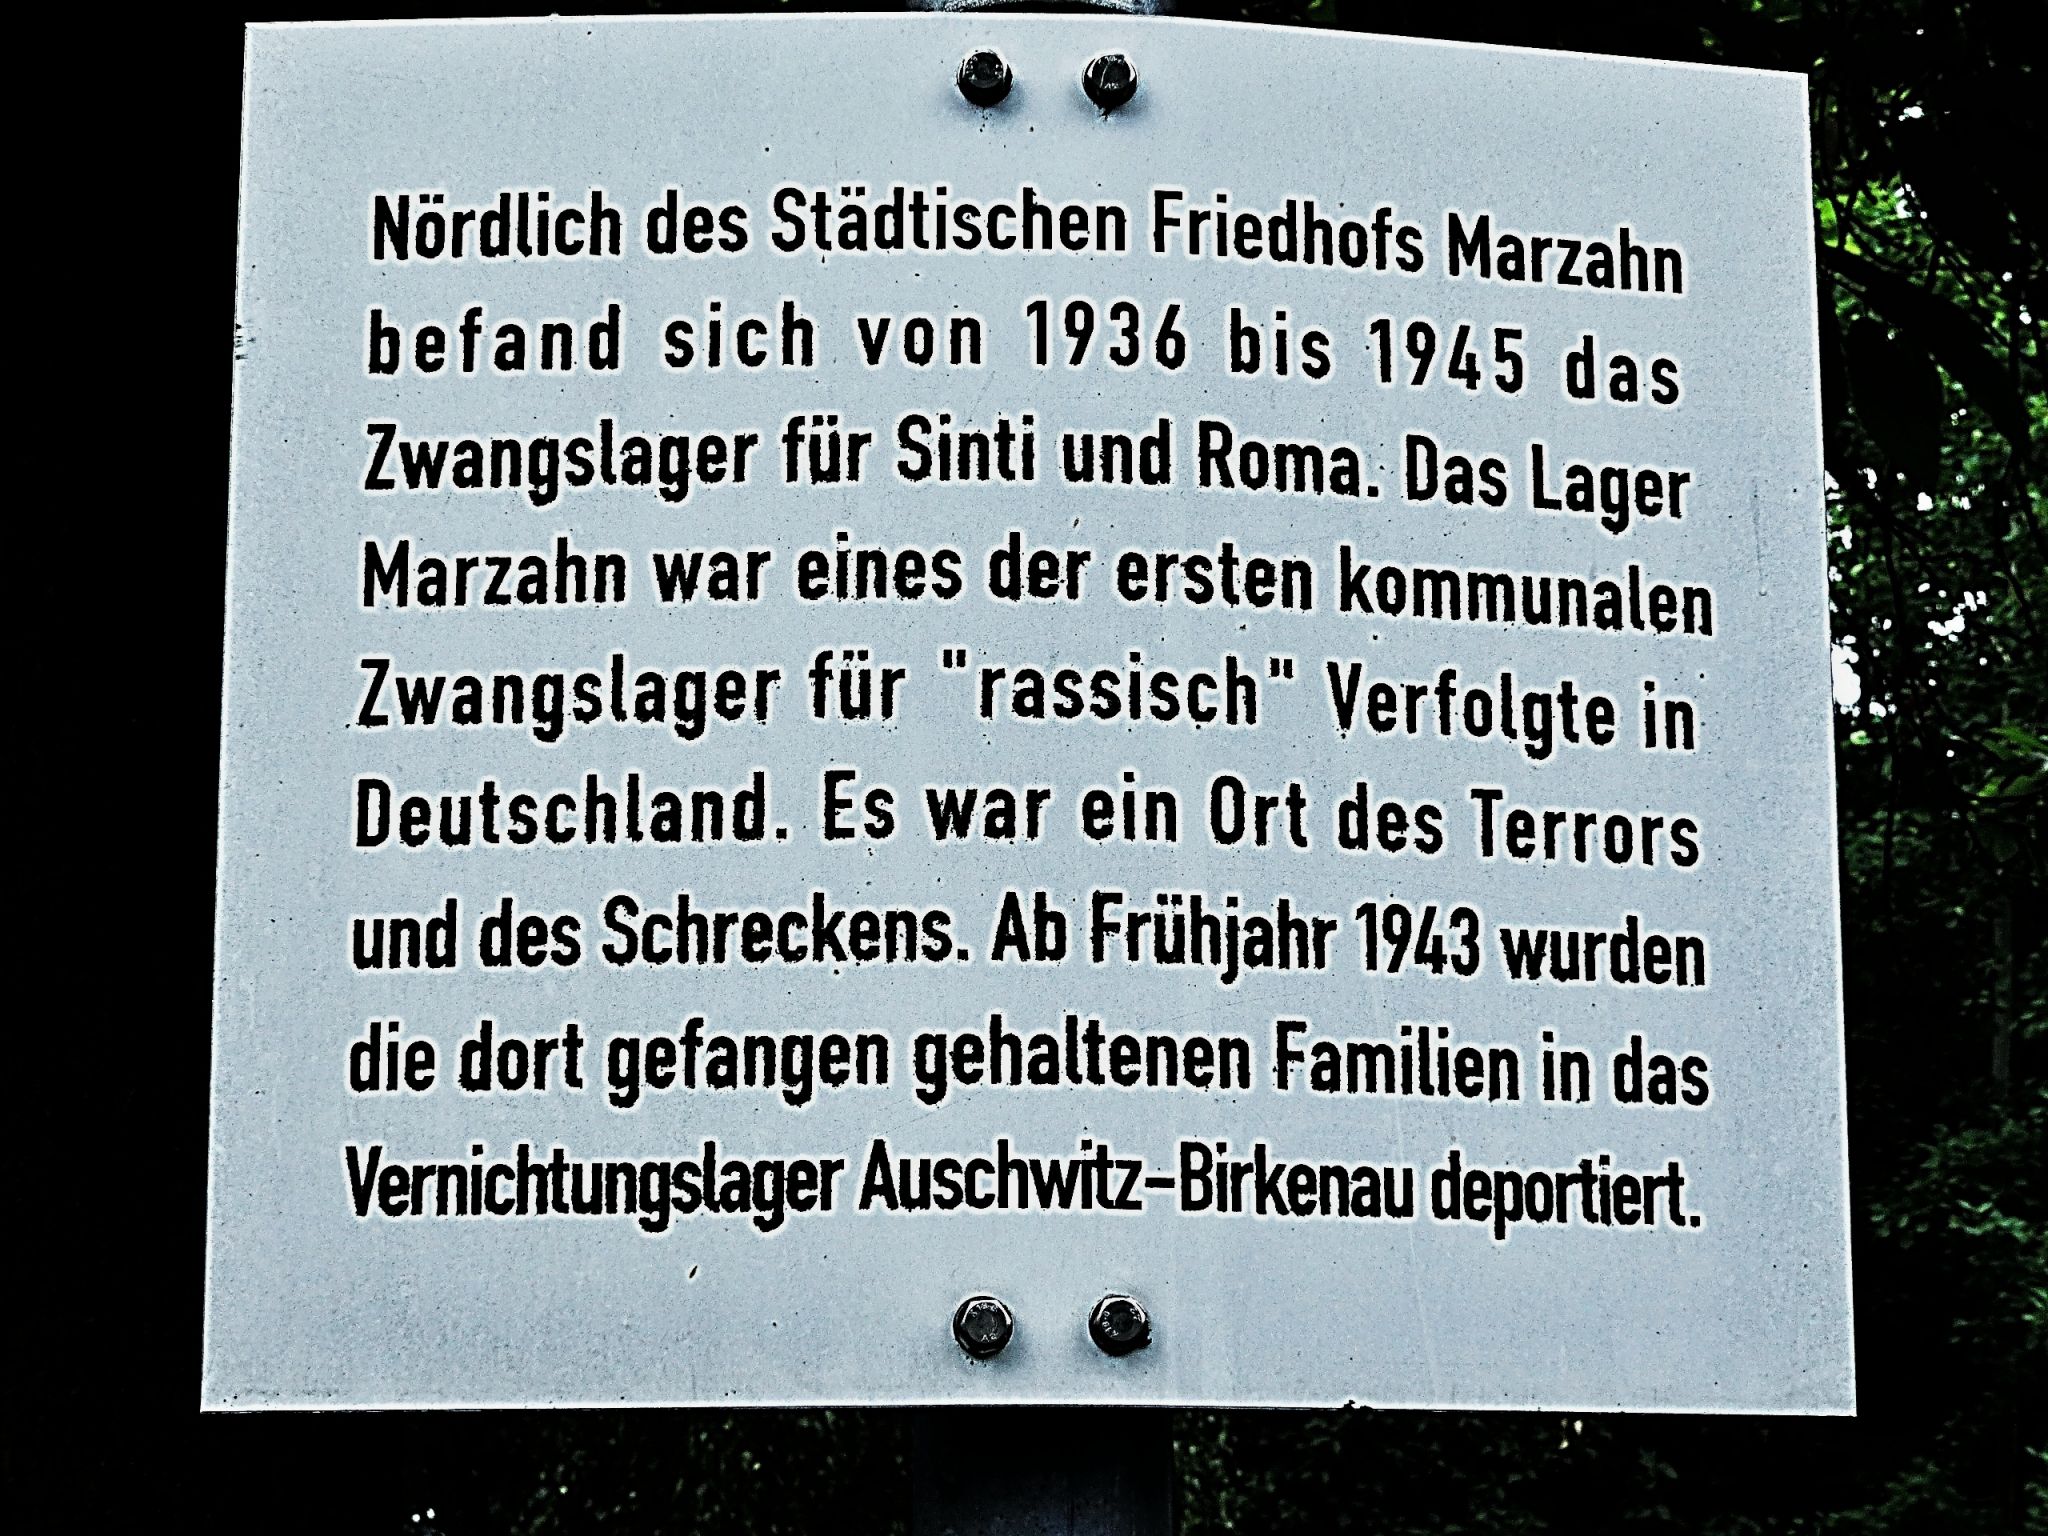 Nördlich des Städtischen Friedhofs Marzahn
befand sich von 1936 bis 1945 das
Zwangslager für Sinti und Roma. Das Lager
Marzahn war eines der ersten kommunalen
Zwangslager für "rassisch" Verfolgte in
Deutschland. Es war ein Ort des Terrors
und des Schreckens. Ab Frühjahr 1943 wurden
die dort gefangen gehaltenen Familien in das
Vernichtungslager Auschwitz-Birkenau deportiert.